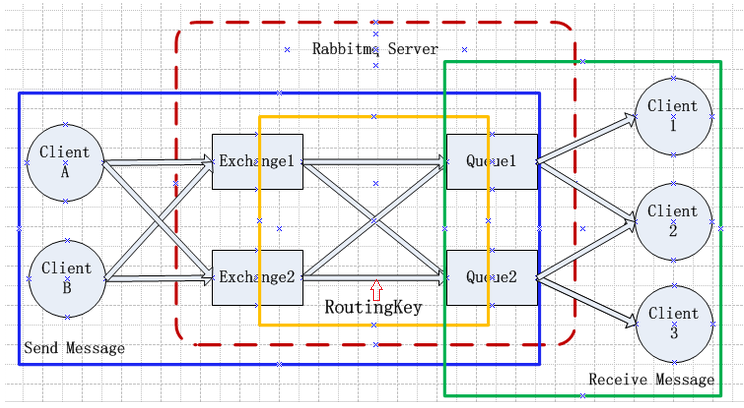 Rabbitmq Server
Client
A
Client
B
Exchange1
Exchange2
RoutingKey
Queue1
Queue2
Client
1
Client
2
Client
3
Send Message
Receive Message